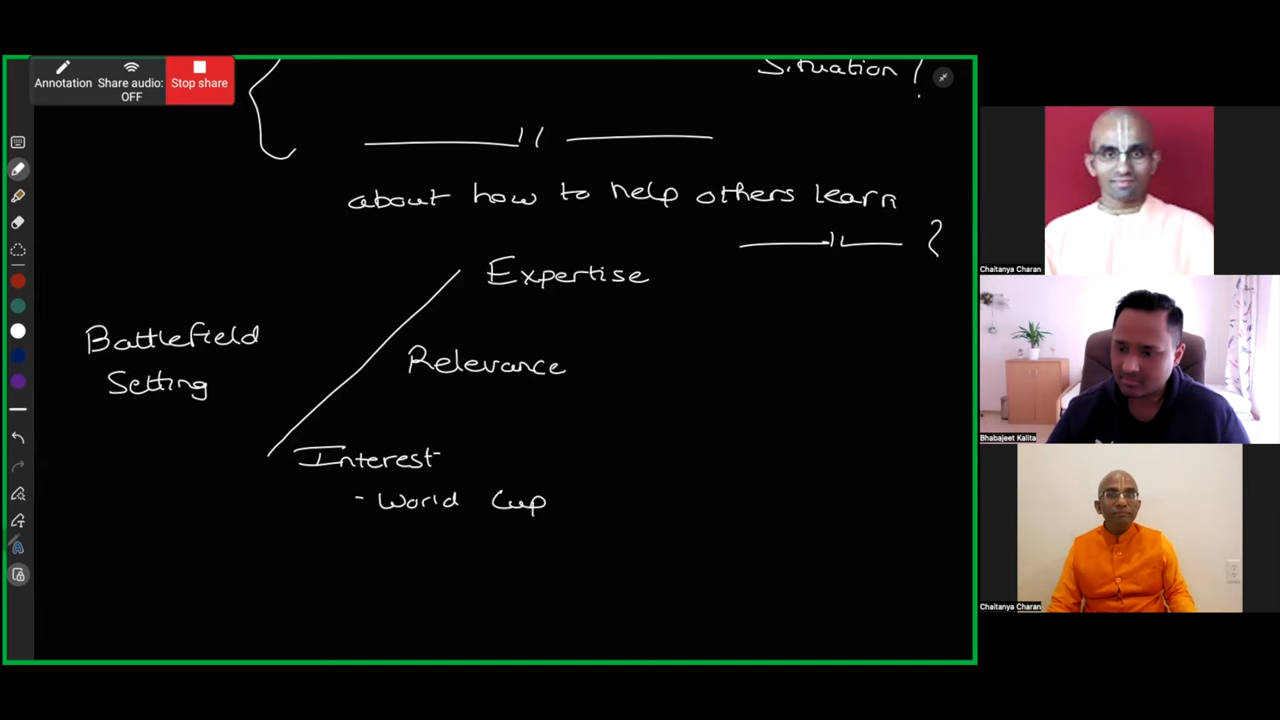 Annotation
Share audio:
OFF
Stop share
Situation !
about how to help others learn
?
Expertise
Battlefield
Setting
Relevance
Interest
- World Cup
Chaitanya Charan
Bhabajeet Kalita
Chaitanya Charan